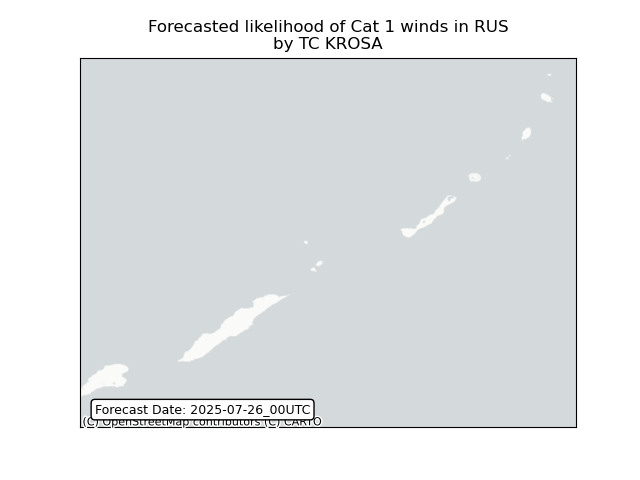 Forecasted likelihood of Cat 1 winds in RUS
by TC KROSA
Forecast Date: 2025-07-26_00UTC
(C) OpenStreetMap contributors (C) CARTO